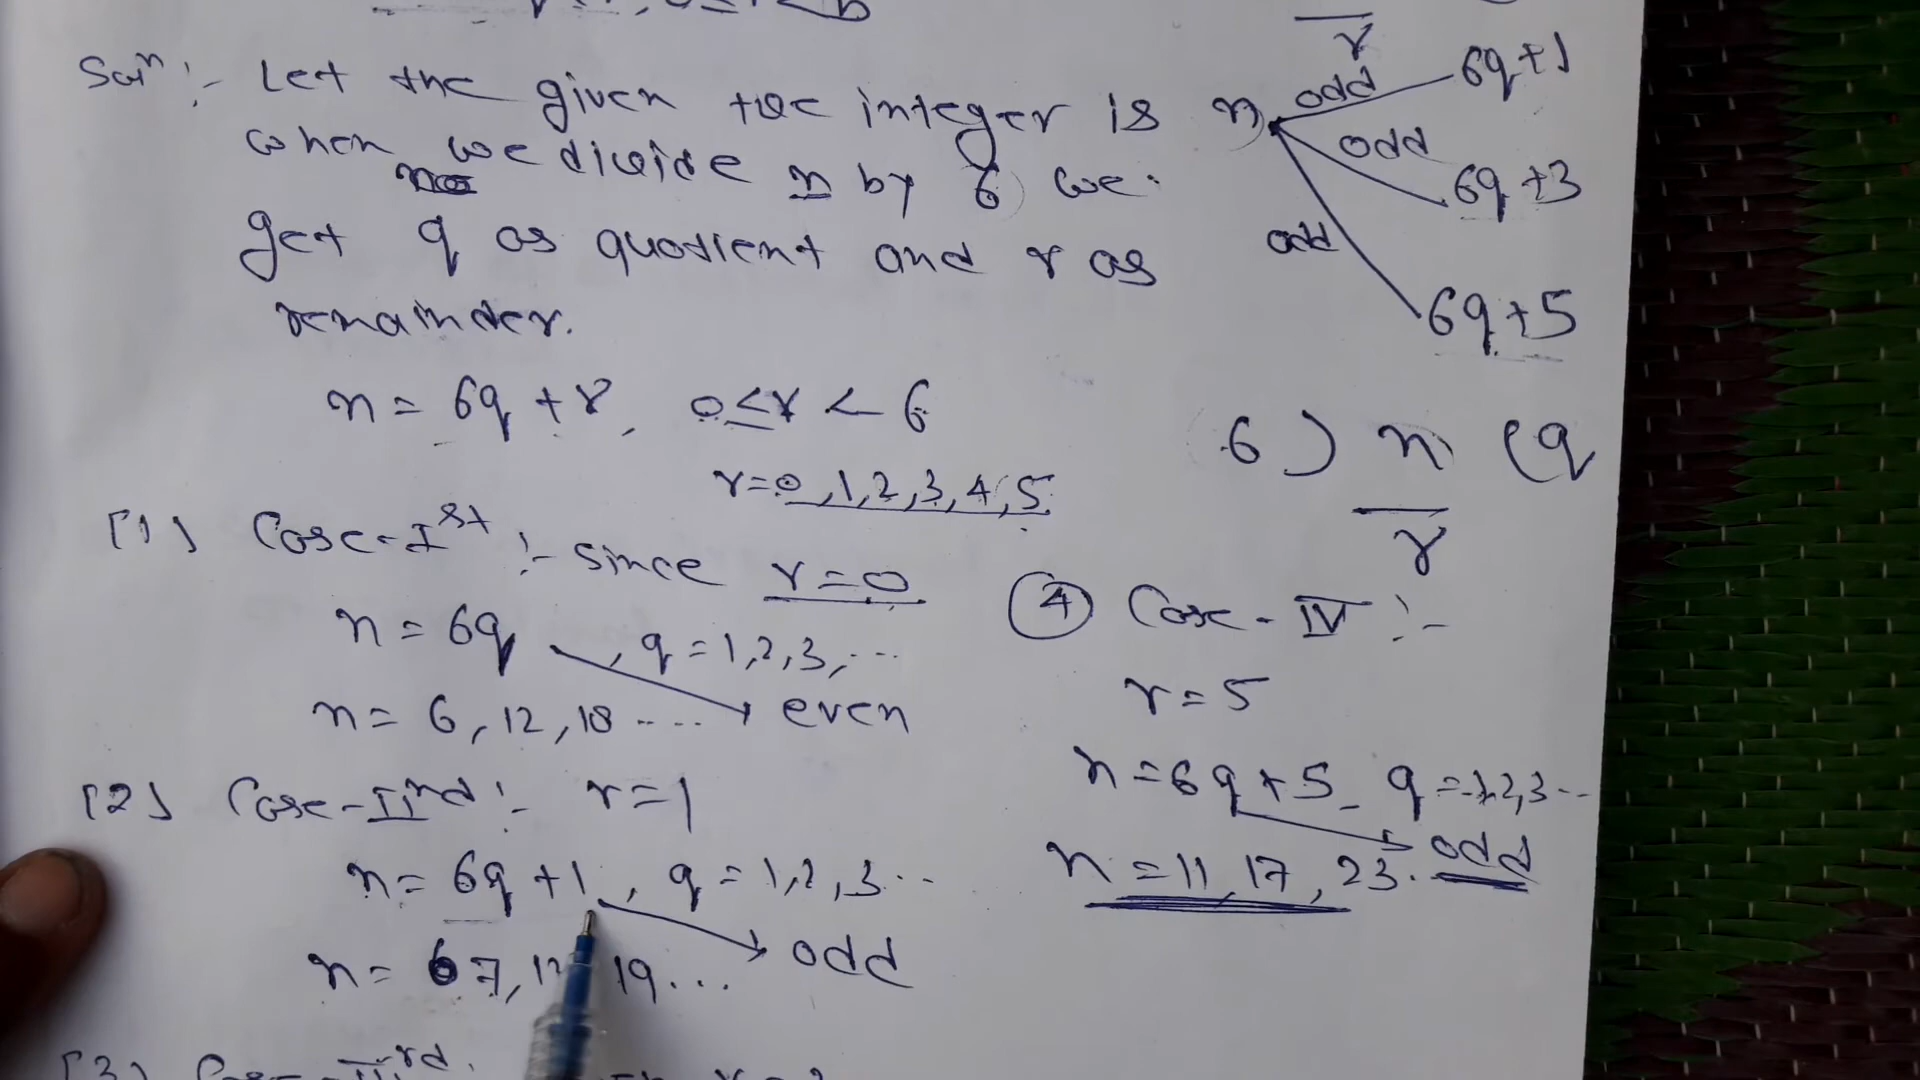 Solⁿ :- Let the given +ve integer is n
when we divide n by 6 we
get q as quotient and r as
remainder.
n = 6q + r, 0 ≤ r < 6
r = 0, 1, 2, 3, 4, 5.
[1] Case-Iˢᵗ :- Since r = 0
n = 6q, q = 1, 2, 3, ...
n = 6, 12, 18 .... even
[2] Case-IIⁿᵈ :- r = 1
n = 6q + 1, q = 1, 2, 3 ...
n = 7, 19 ... odd
[3] Case-IIIʳᵈ
r
odd 6q + 1
odd 6q + 3
odd 6q + 5
6 ) n ( q
r
④ Case - IV :-
r = 5
n = 6q + 5, q = 1, 2, 3 ...
n = 11, 17, 23. odd